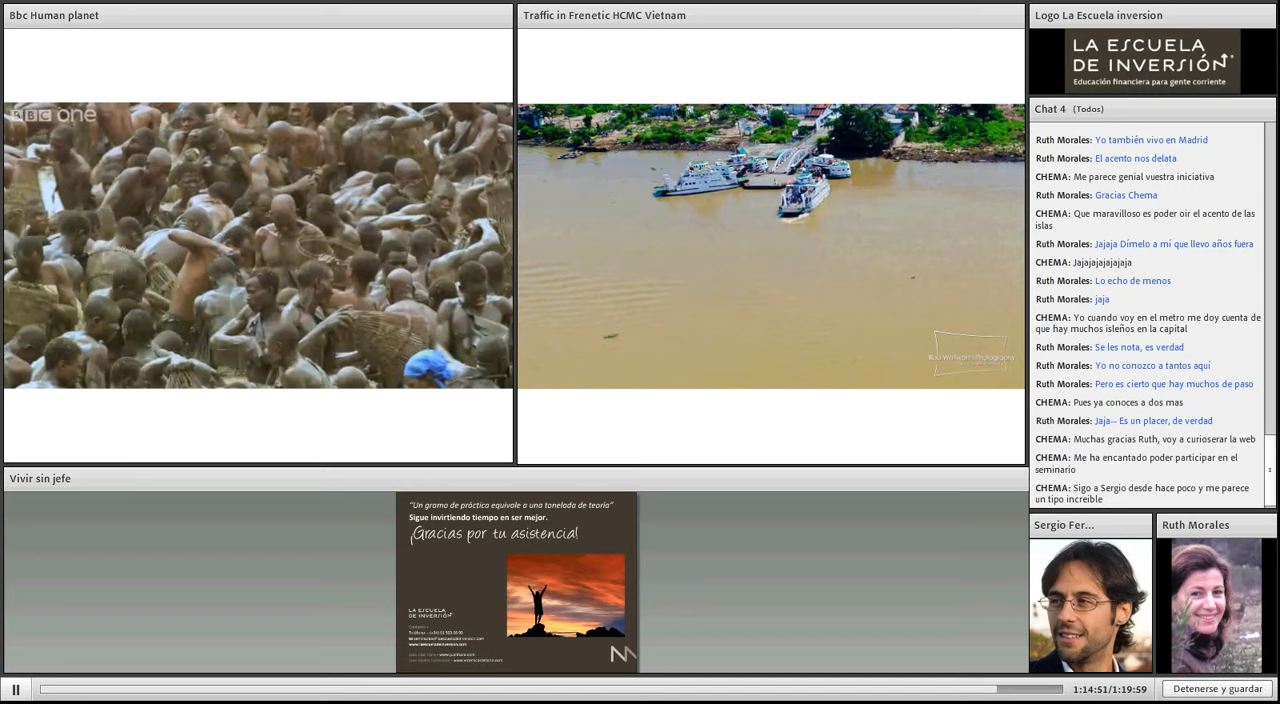 Bbc Human planet
BBC one
Traffic in Frenetic HCMC Vietnam
Logo La Escuela inversion
LA ESCUELA
DE INVERSIÓN
Educación financiera para gente corriente
Chat 4 (Todos)
Ruth Morales: Yo también vivo en Madrid
Ruth Morales: El acento nos delata
CHEMA: Me parece genial vuestra iniciativa
Ruth Morales: Gracias Chema
CHEMA: Que maravilloso es poder oir el acento de las
islas
Ruth Morales: Jajaja Dímelo a mí que llevo años fuera
CHEMA: Jajajajajajaja
Ruth Morales: Lo echo de menos
Ruth Morales: jaja
CHEMA: Yo cuando voy en el metro me doy cuenta de
que hay muchos isleños en la capital
Ruth Morales: Se les nota, es verdad
Ruth Morales: Yo no conozco a tantos aquí
Ruth Morales: Pero es cierto que hay muchos de paso
CHEMA: Pues ya conoces a dos mas
Ruth Morales: Jaja-- Es un placer, de verdad
CHEMA: Muchas gracias Ruth, voy a curioserar la web
CHEMA: Me ha encantado poder participar en el
seminario
CHEMA: Sigo a Sergio desde hace poco y me parece
un tipo increible
Vivir sin jefe
"Un gramo de práctica equivale a una tonelada de teoría"
Sigue invirtiendo tiempo en ser mejor.
¡Gracias por tu asistencia!
LA ESCUELA
DE INVERSIÓN
Sergio Fer...
Ruth Morales
1:14:51/1:19:59
Detenerse y guardar